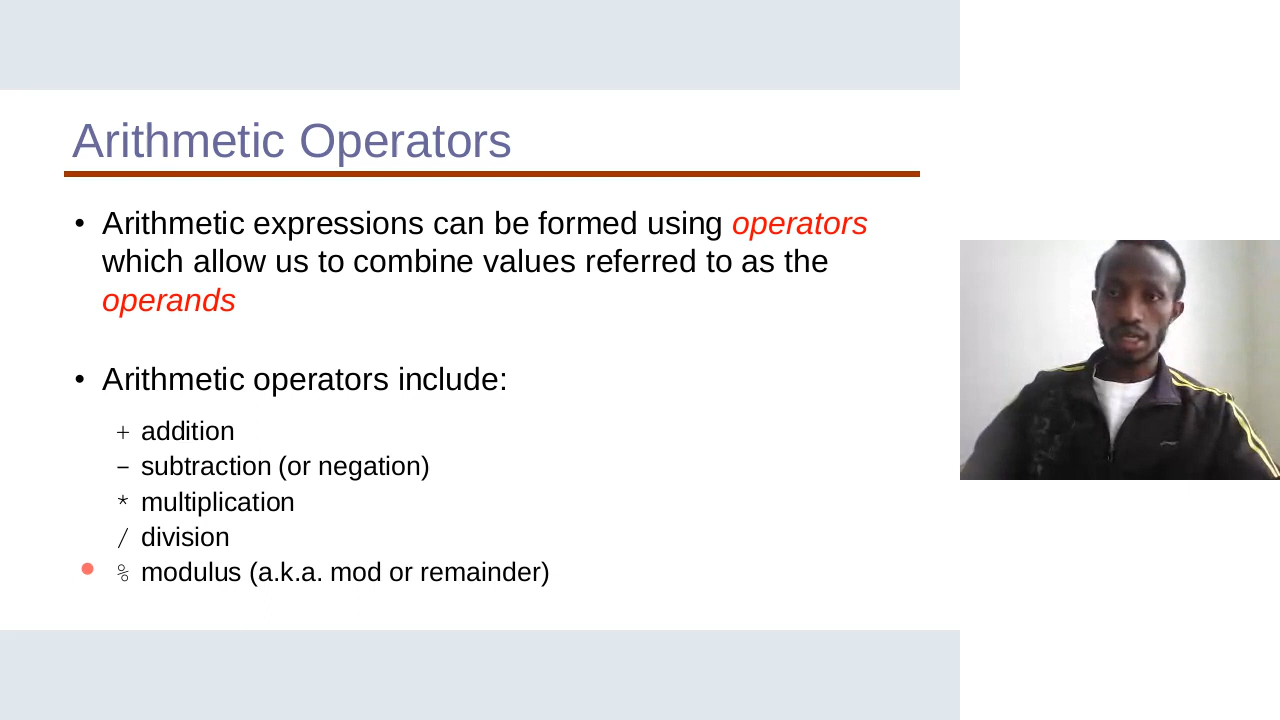 Arithmetic Operators
• Arithmetic expressions can be formed using operators
which allow us to combine values referred to as the
operands
• Arithmetic operators include:
+ addition
− subtraction (or negation)
* multiplication
/ division
% modulus (a.k.a. mod or remainder)